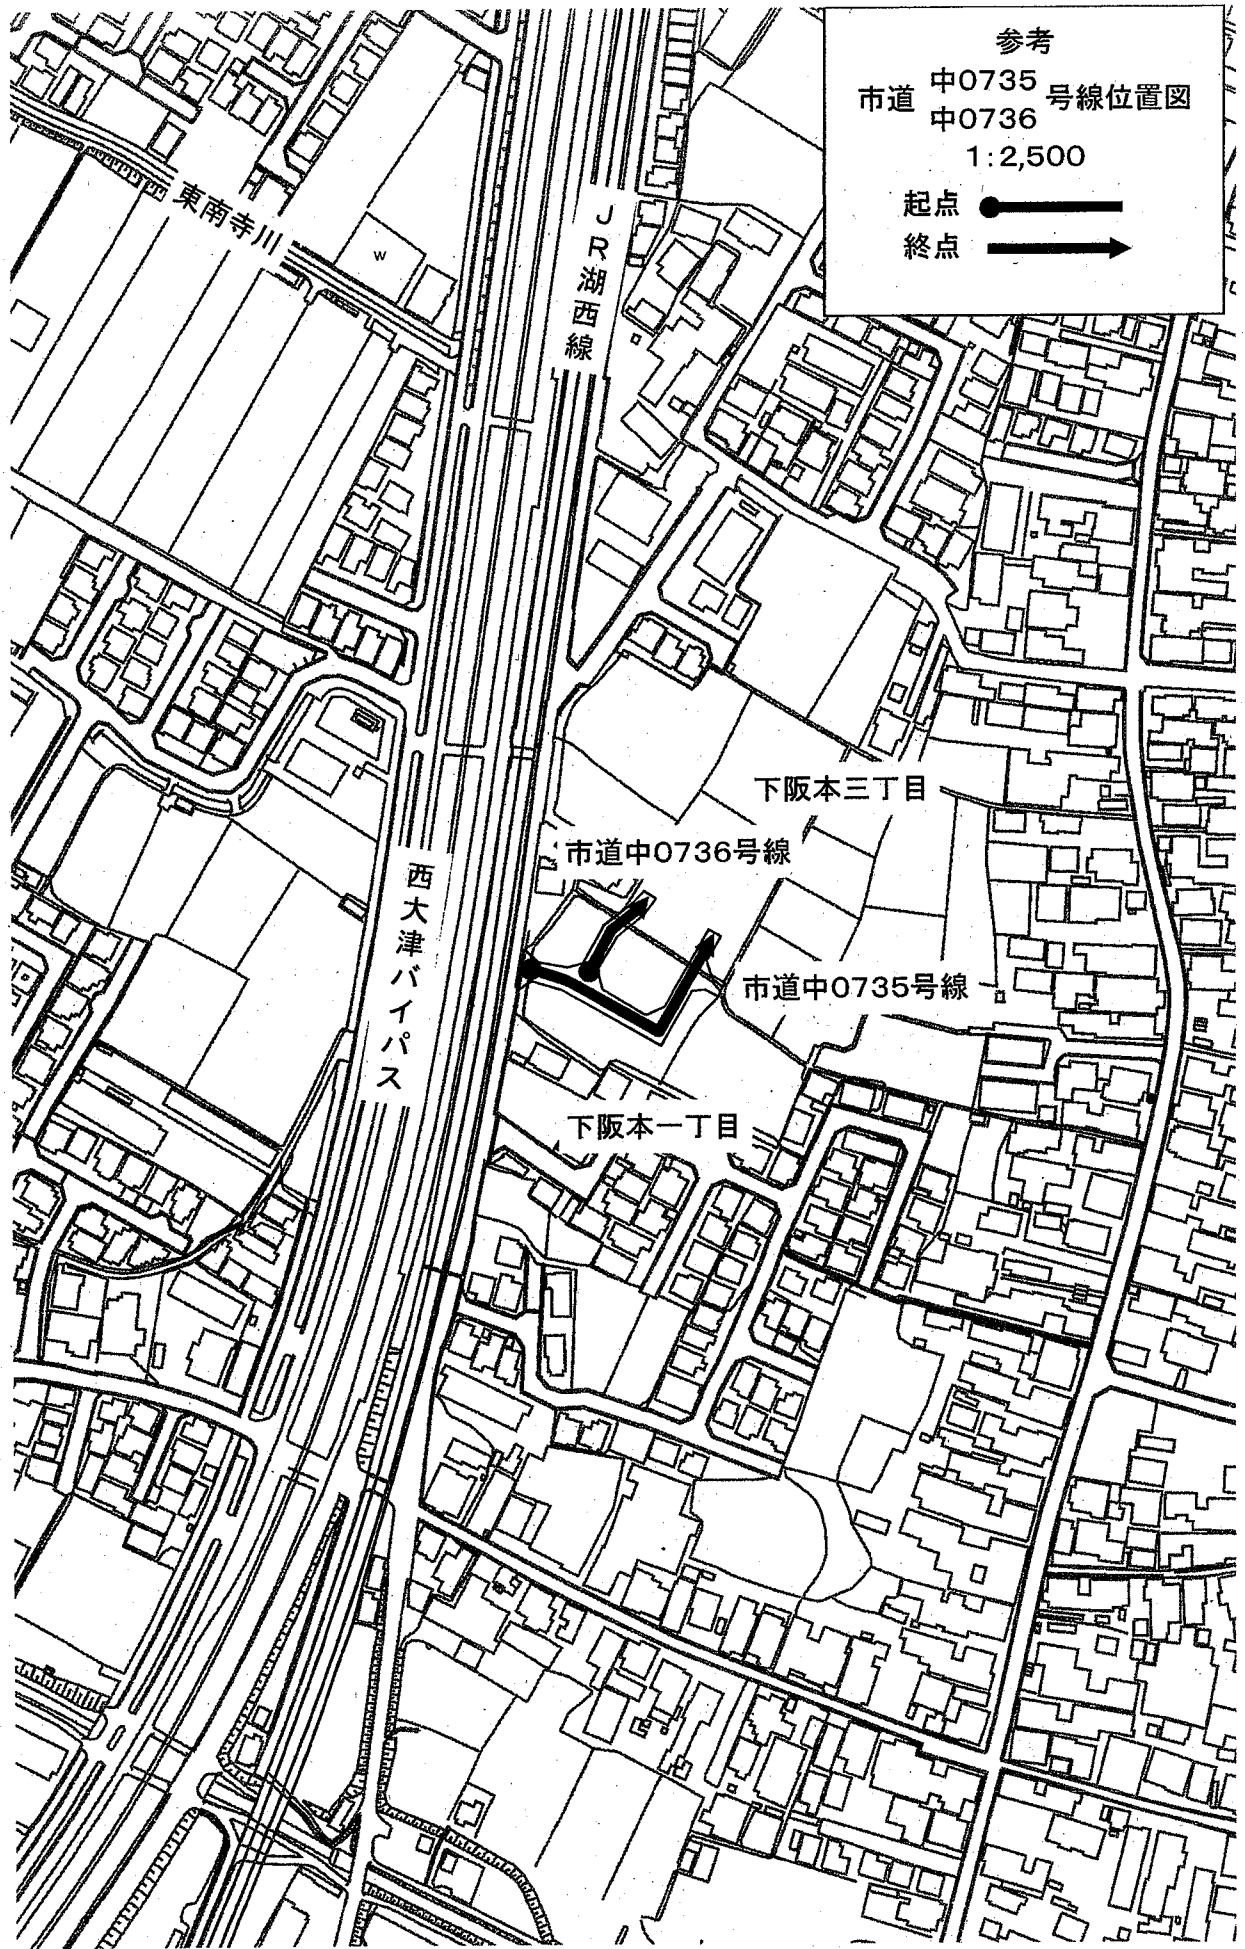 参考
市道 中0735 号線位置図
中0736
1:2,500
起点
終点
東南寺川
W
JR湖西線
下阪本三丁目
市道中0736号線
西大津バイパス
市道中0735号線
下阪本一丁目